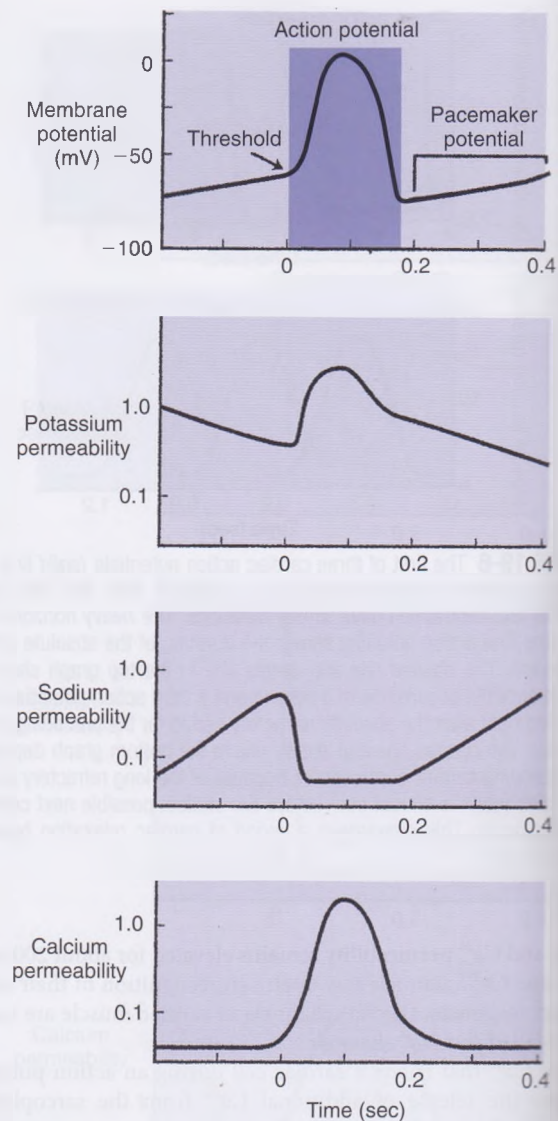 Action potential
0
Membrane
potential
(mV)
Threshold
Pacemaker
potential
−50
−100
0
0.2
0.4
1.0
Potassium
permeability
0.1
0
0.2
0.4
1.0
Sodium
permeability
0.1
0
0.2
0.4
1.0
Calcium
permeability
0.1
0
0.2
0.4
Time (sec)